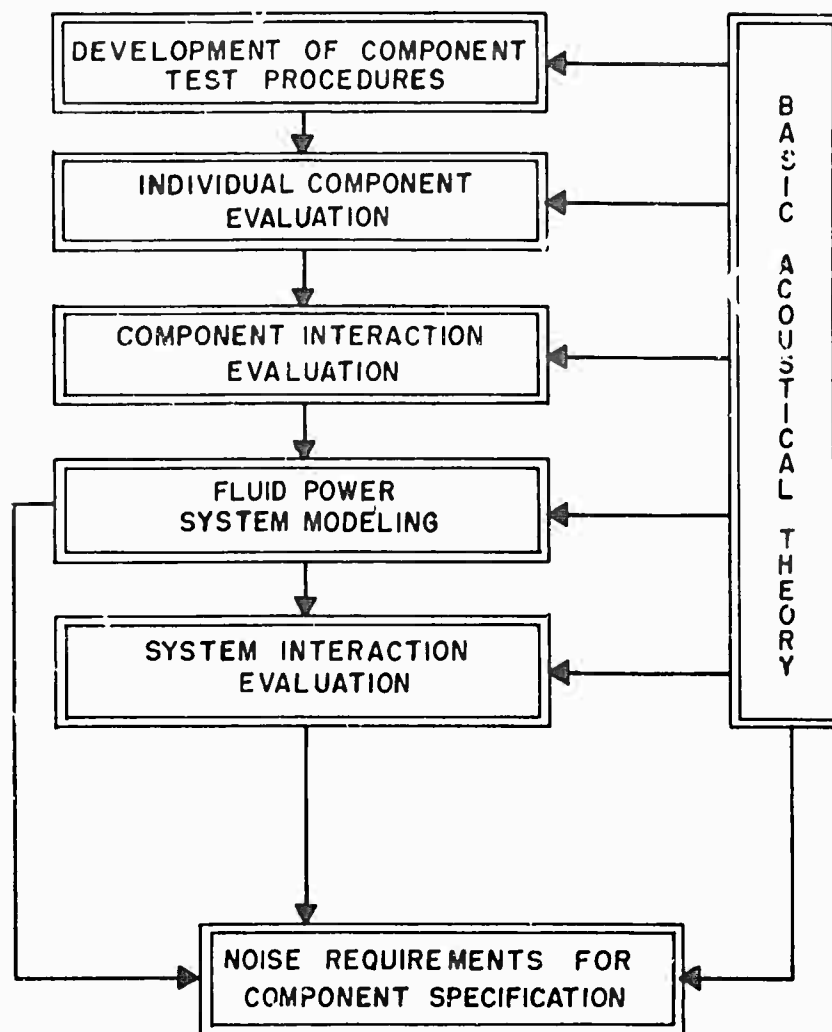 DEVELOPMENT OF COMPONENT
TEST PROCEDURES
INDIVIDUAL COMPONENT
EVALUATION
COMPONENT INTERACTION
EVALUATION
FLUID POWER
SYSTEM MODELING
SYSTEM INTERACTION
EVALUATION
NOISE REQUIREMENTS FOR
COMPONENT SPECIFICATION
BASIC ACOUSTICAL THEORY